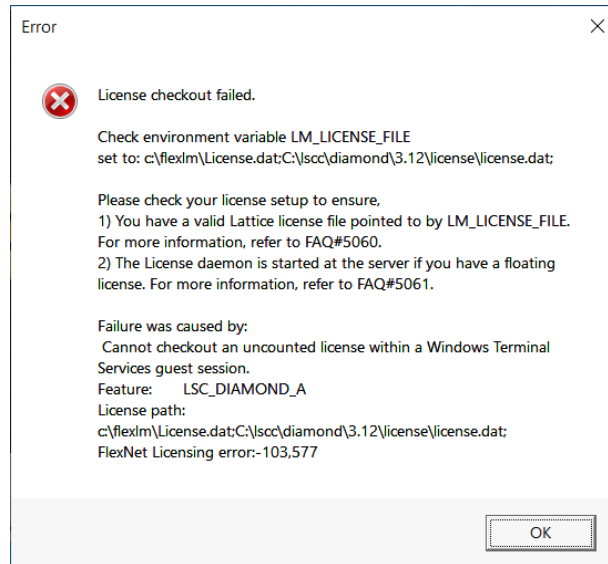 Error
License checkout failed.
Check environment variable LM_LICENSE_FILE
set to: c:\flexlm\License.dat;C:\lscc\diamond\3.12\license\license.dat;
Please check your license setup to ensure,
1) You have a valid Lattice license file pointed to by LM_LICENSE_FILE.
For more information, refer to FAQ#5060.
2) The License daemon is started at the server if you have a floating
license. For more information, refer to FAQ#5061.
Failure was caused by:
Cannot checkout an uncounted license within a Windows Terminal
Services guest session.
Feature: LSC_DIAMOND_A
License path:
c:\flexlm\License.dat;C:\lscc\diamond\3.12\license\license.dat;
FlexNet Licensing error:-103,577
OK